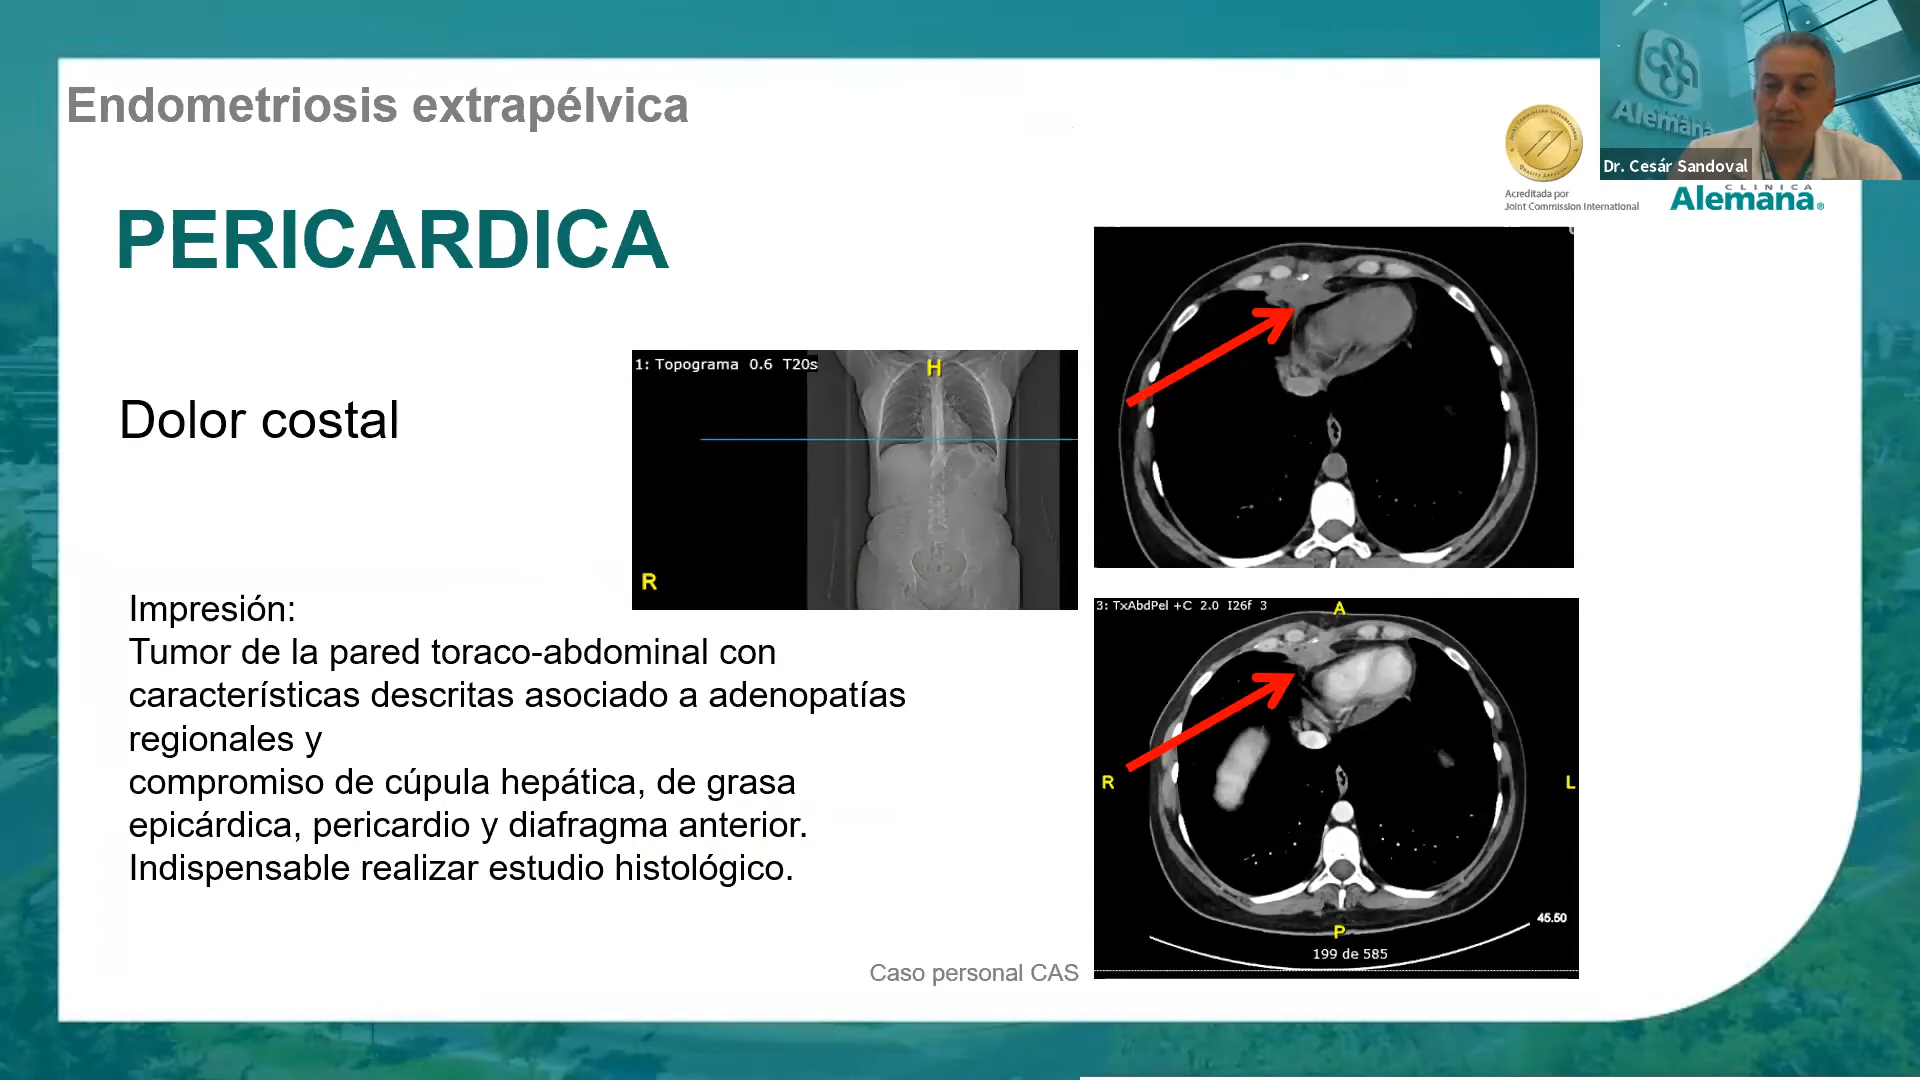 Endometriosis extrapélvica
Alemana
Dr. Cesár Sandoval
Acreditada por
Joint Commission International
CLINICA
Alemana®
PERICARDICA
Dolor costal
1: Topograma 0.6 T20s
H
R
Impresión:
Tumor de la pared toraco-abdominal con
características descritas asociado a adenopatías
regionales y
compromiso de cúpula hepática, de grasa
epicárdica, pericardio y diafragma anterior.
Indispensable realizar estudio histológico.
3: TxAbdPel +C 2.0 I26f 3
A
R
L
P
45.50
199 de 585
Caso personal CAS